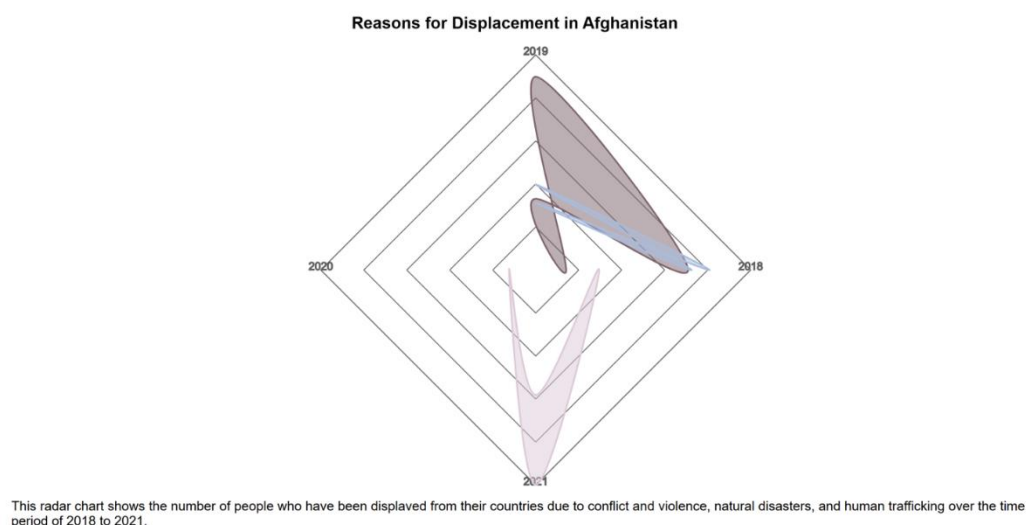 Reasons for Displacement in Afghanistan
2019
2020
2018
2021
This radar chart shows the number of people who have been displayed from their countries due to conflict and violence, natural disasters, and human trafficking over the time
period of 2018 to 2021.